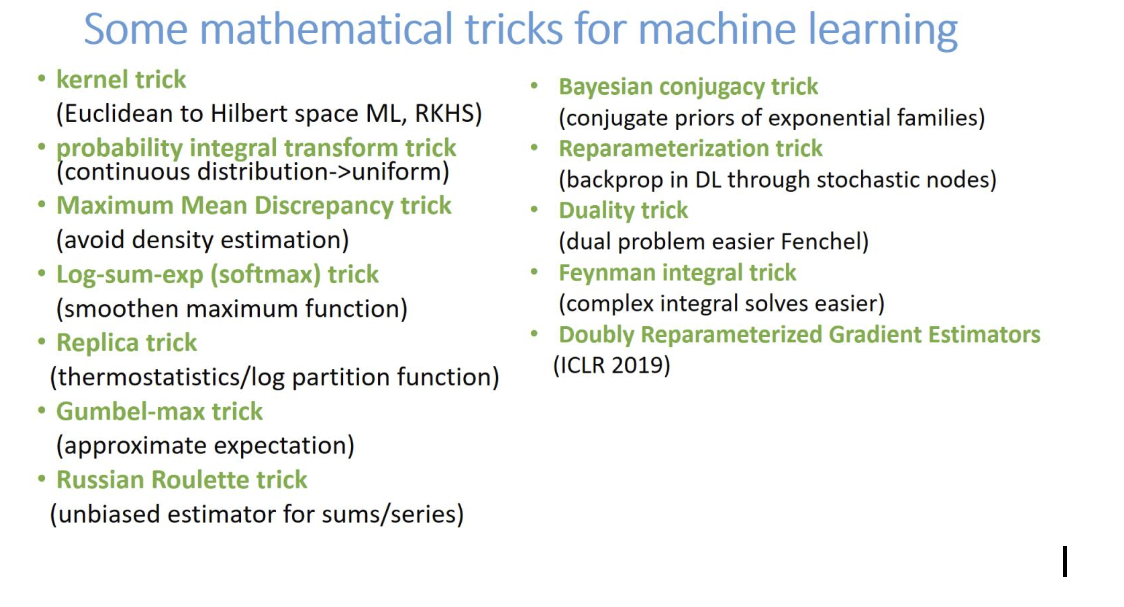 Some mathematical tricks for machine learning
• kernel trick
(Euclidean to Hilbert space ML, RKHS)
• probability integral transform trick
(continuous distribution->uniform)
• Maximum Mean Discrepancy trick
(avoid density estimation)
• Log-sum-exp (softmax) trick
(smoothen maximum function)
• Replica trick
(thermostatistics/log partition function)
• Gumbel-max trick
(approximate expectation)
• Russian Roulette trick
(unbiased estimator for sums/series)
• Bayesian conjugacy trick
(conjugate priors of exponential families)
• Reparameterization trick
(backprop in DL through stochastic nodes)
• Duality trick
(dual problem easier Fenchel)
• Feynman integral trick
(complex integral solves easier)
• Doubly Reparameterized Gradient Estimators
(ICLR 2019)